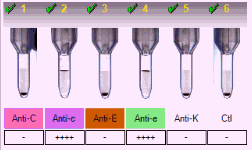 1 2 3 4 5 6
Anti-C Anti-c Anti-E Anti-e Anti-K Ctl
- ++++ - ++++ - -